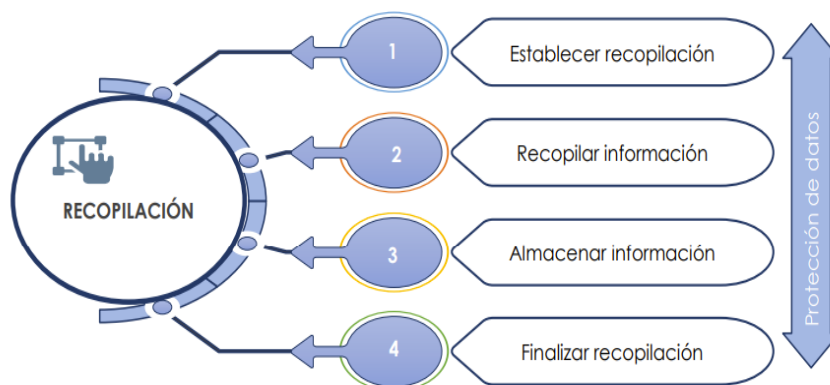 RECOPILACIÓN
1
Establecer recopilación
2
Recopilar información
3
Almacenar información
4
Finalizar recopilación
Protección de datos